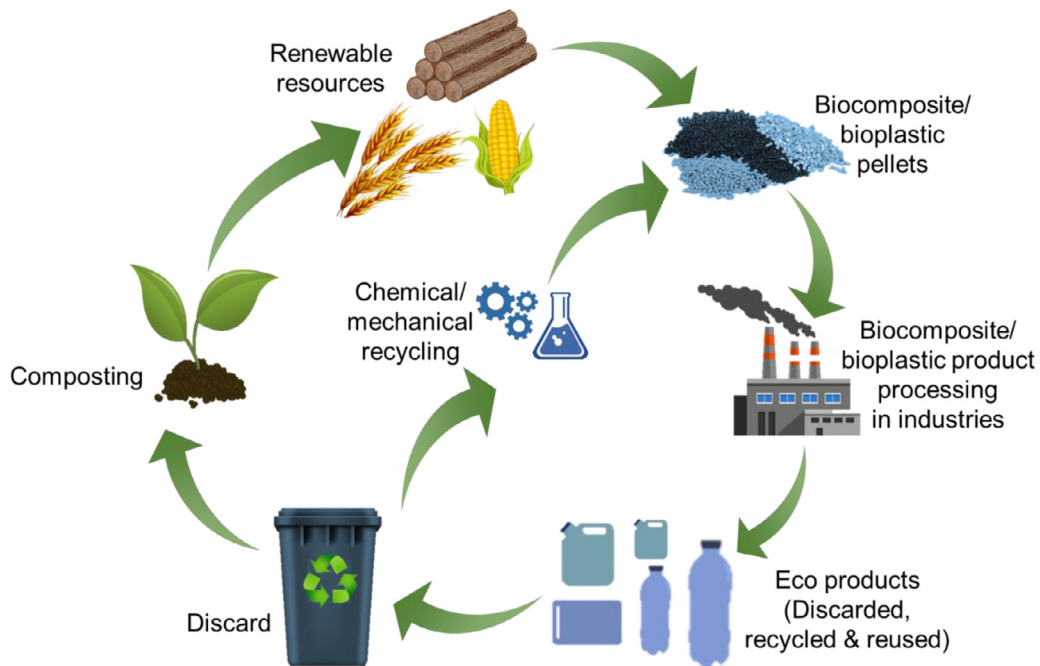 Renewable
resources
Biocomposite/
bioplastic
pellets
Chemical/
mechanical
recycling
Biocomposite/
bioplastic product
processing
in industries
Composting
Eco products
(Discarded,
recycled & reused)
Discard